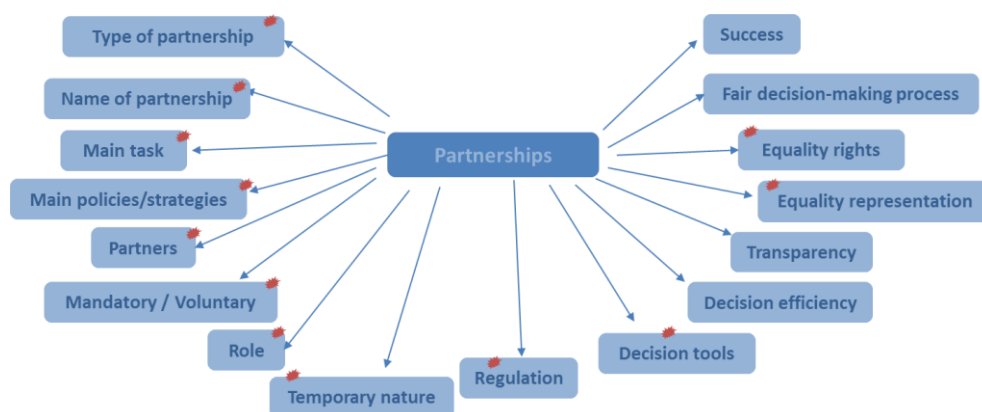 Type of partnership
Success
Name of partnership
Fair decision-making process
Main task
Partnerships
Equality rights
Main policies/strategies
Equality representation
Partners
Transparency
Mandatory / Voluntary
Decision efficiency
Role
Decision tools
Temporary nature
Regulation